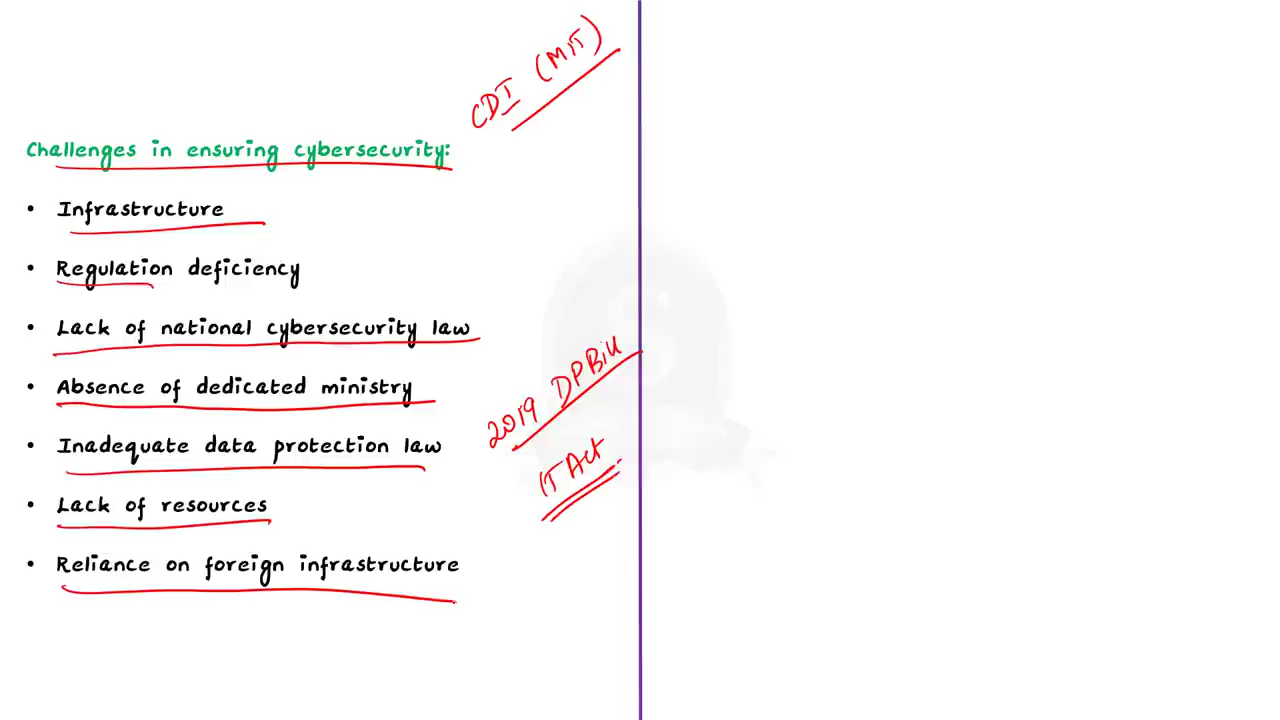 CDI (MIT)
Challenges in ensuring cybersecurity:
• Infrastructure
• Regulation deficiency
• Lack of national cybersecurity law
• Absence of dedicated ministry
2019 DPBill
• Inadequate data protection law
IT Act
• Lack of resources
• Reliance on foreign infrastructure